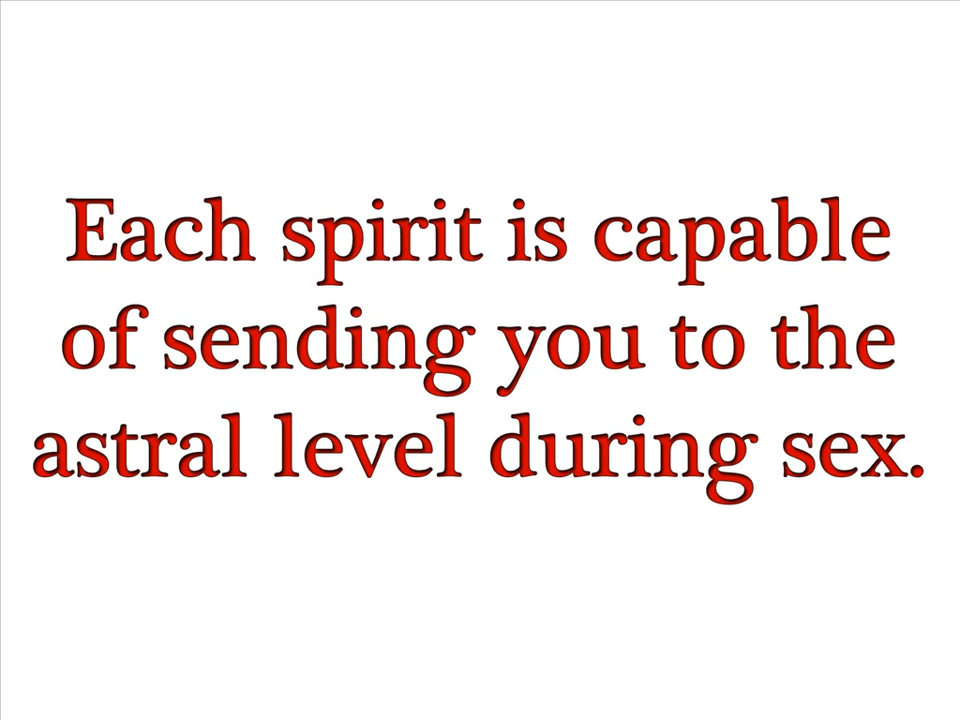 Each spirit is capable
of sending you to the
astral level during sex.